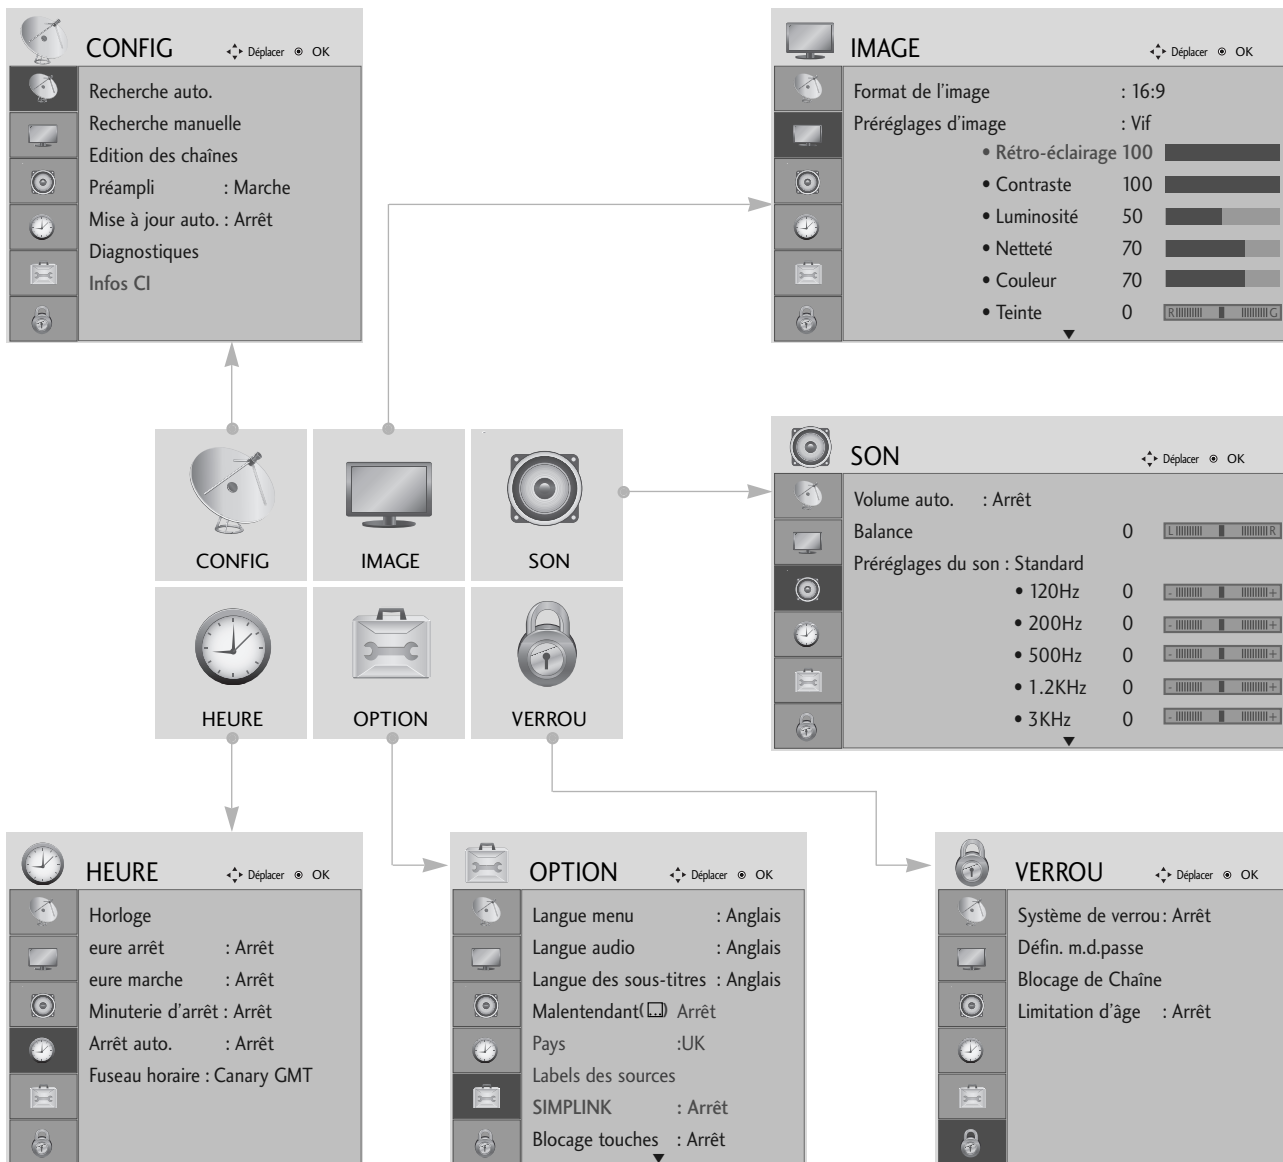 CONFIG Déplacer OK
Recherche auto.
Recherche manuelle
Edition des chaînes
Préampli : Marche
Mise à jour auto. : Arrêt
Diagnostiques
Infos CI
IMAGE Déplacer OK
Format de l'image : 16:9
Préréglages d'image : Vif
• Rétro-éclairage 100
• Contraste 100
• Luminosité 50
• Netteté 70
• Couleur 70
• Teinte 0 R G
CONFIG
IMAGE
SON
HEURE
OPTION
VERROU
SON Déplacer OK
Volume auto. : Arrêt
Balance 0 L R
Préréglages du son : Standard
• 120Hz 0 - +
• 200Hz 0 - +
• 500Hz 0 - +
• 1.2KHz 0 - +
• 3KHz 0 - +
HEURE Déplacer OK
Horloge
eure arrêt : Arrêt
eure marche : Arrêt
Minuterie d'arrêt : Arrêt
Arrêt auto. : Arrêt
Fuseau horaire : Canary GMT
OPTION Déplacer OK
Langue menu : Anglais
Langue audio : Anglais
Langue des sous-titres : Anglais
Malentendant( ) Arrêt
Pays :UK
Labels des sources
SIMPLINK : Arrêt
Blocage touches : Arrêt
VERROU Déplacer OK
Système de verrou : Arrêt
Défin. m.d.passe
Blocage de Chaîne
Limitation d'âge : Arrêt